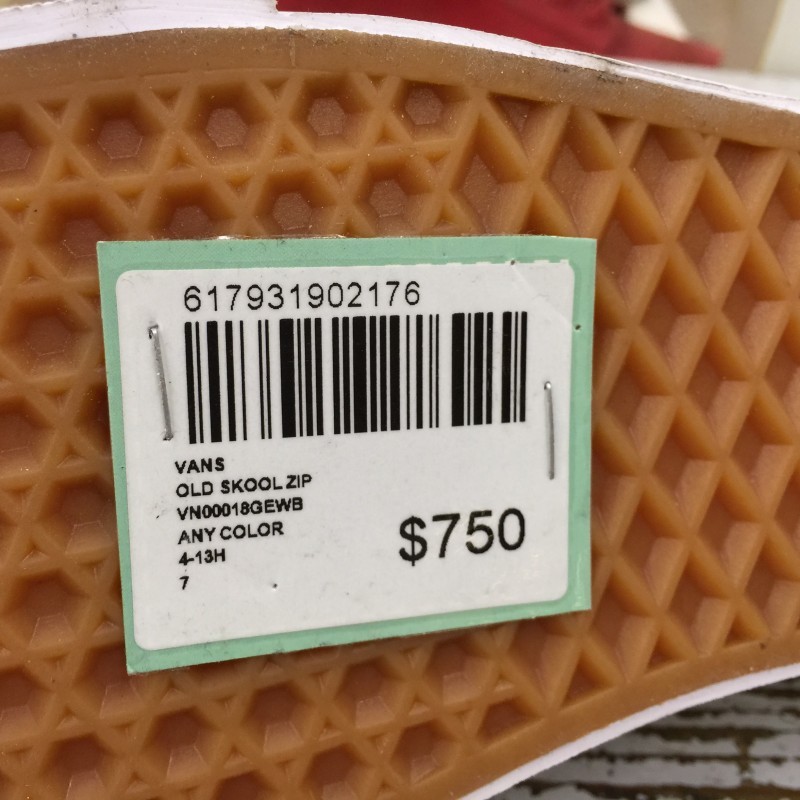 617931902176
VANS
OLD SKOOL ZIP
VN00018GEWB
ANY COLOR
4-13H
7
$750